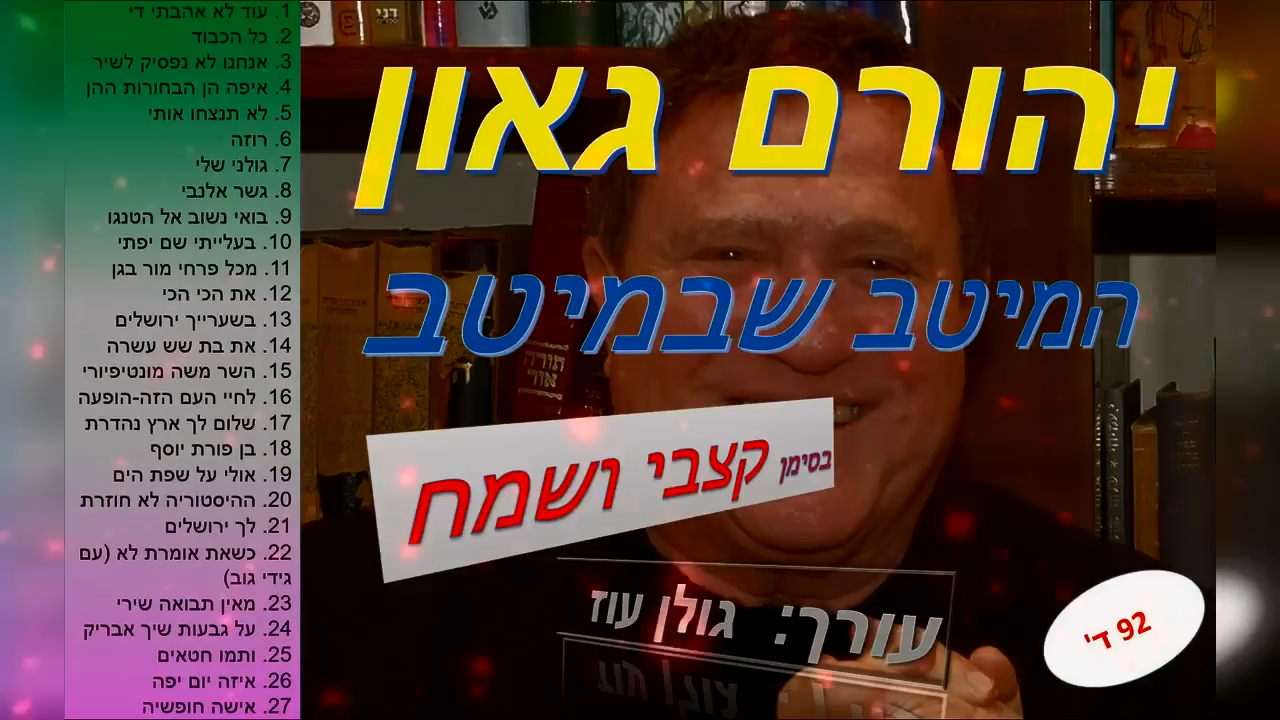 יהורם גאון
המיטב שבמיטב
בסימן קצבי ושמח
עורך: גולן עוז
92 ד'
1. עוד לא אהבתי די
2. כל הכבוד
3. אנחנו לא נפסיק לשיר
4. איפה הן הבחורות ההן
5. לא תנצחו אותי
6. רוזה
7. גולני שלי
8. גשר אלנבי
9. בואי נשוב אל הטנגו
10. בעלייתי שם יפתי
11. מכל פרחי מור בגן
12. את הכי הכי
13. בשערייך ירושלים
14. את בת שש עשרה
15. השר משה מונטיפיורי
16. לחיי העם הזה-הופעה
17. שלום לך ארץ נהדרת
18. בן פורת יוסף
19. אולי על שפת הים
20. ההיסטוריה לא חוזרת
21. לך ירושלים
22. כשאת אומרת לא (עם
גידי גוב)
23. מאין תבואה שירי
24. על גבעות שיך אבריק
25. ותמו חטאים
26. איזה יום יפה
27. אישה חופשיה
תורה
אור